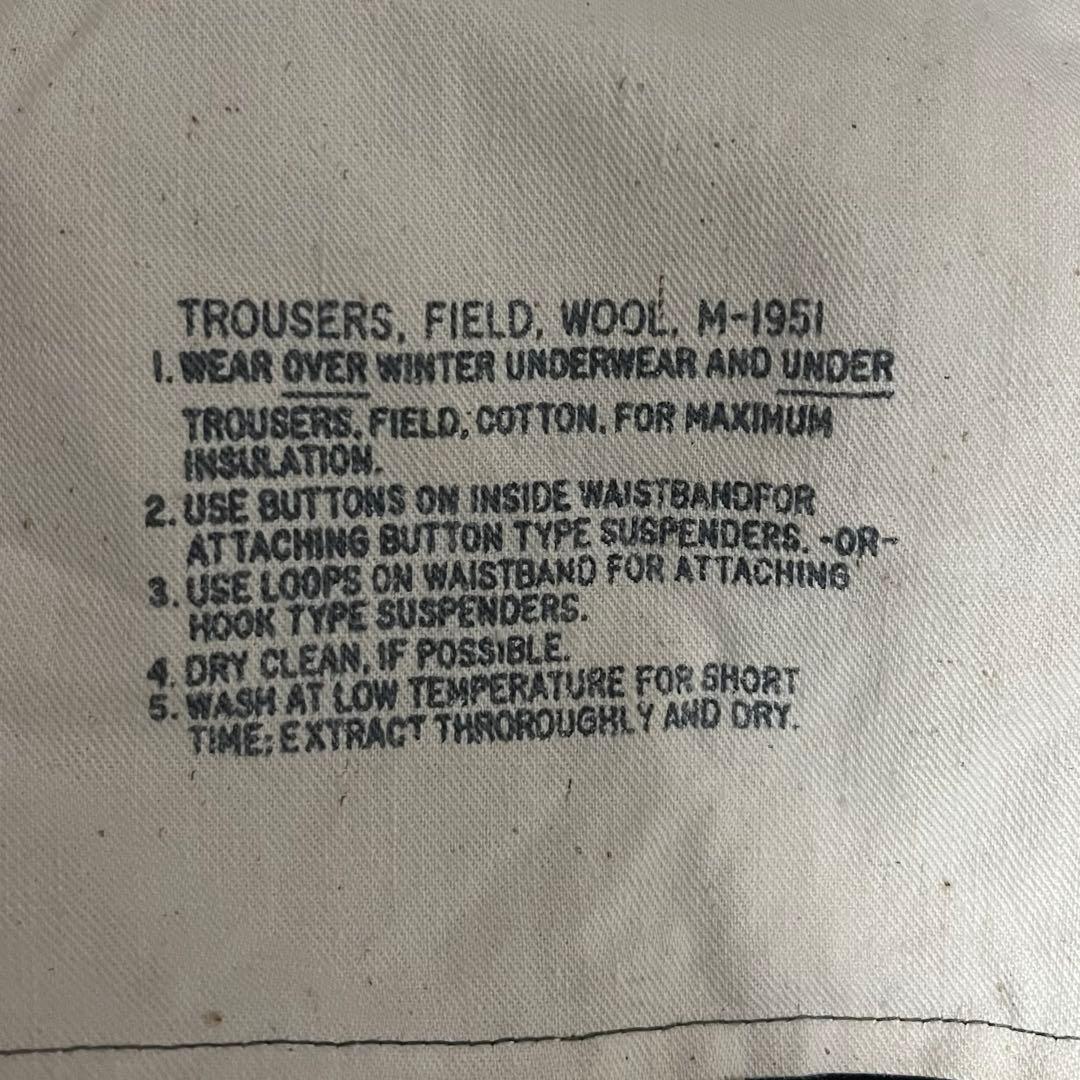 TROUSERS, FIELD, WOOL, M-1951
1. WEAR OVER WINTER UNDERWEAR AND UNDER
TROUSERS, FIELD, COTTON, FOR MAXIMUM
INSULATION.
2. USE BUTTONS ON INSIDE WAISTBANDFOR
ATTACHING BUTTON TYPE SUSPENDERS. -OR-
3. USE LOOPS ON WAISTBAND FOR ATTACHING
HOOK TYPE SUSPENDERS.
4. DRY CLEAN, IF POSSIBLE.
5. WASH AT LOW TEMPERATURE FOR SHORT
TIME; EXTRACT THROROUGHLY AND DRY.